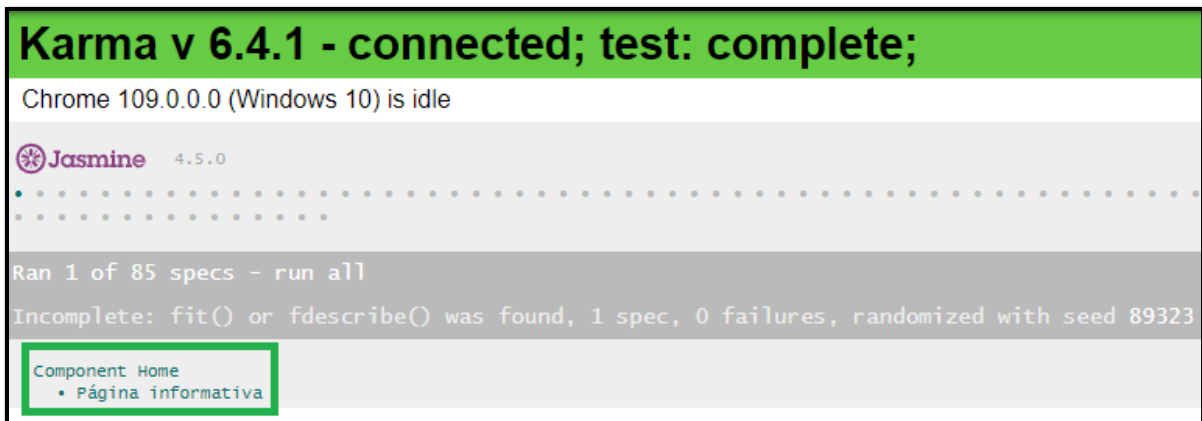 Karma v 6.4.1 - connected; test: complete;
Chrome 109.0.0.0 (Windows 10) is idle
Jasmine 4.5.0
Ran 1 of 85 specs - run all
Incomplete: fit() or fdescribe() was found, 1 spec, 0 failures, randomized with seed 89323
Component Home
• Página informativa